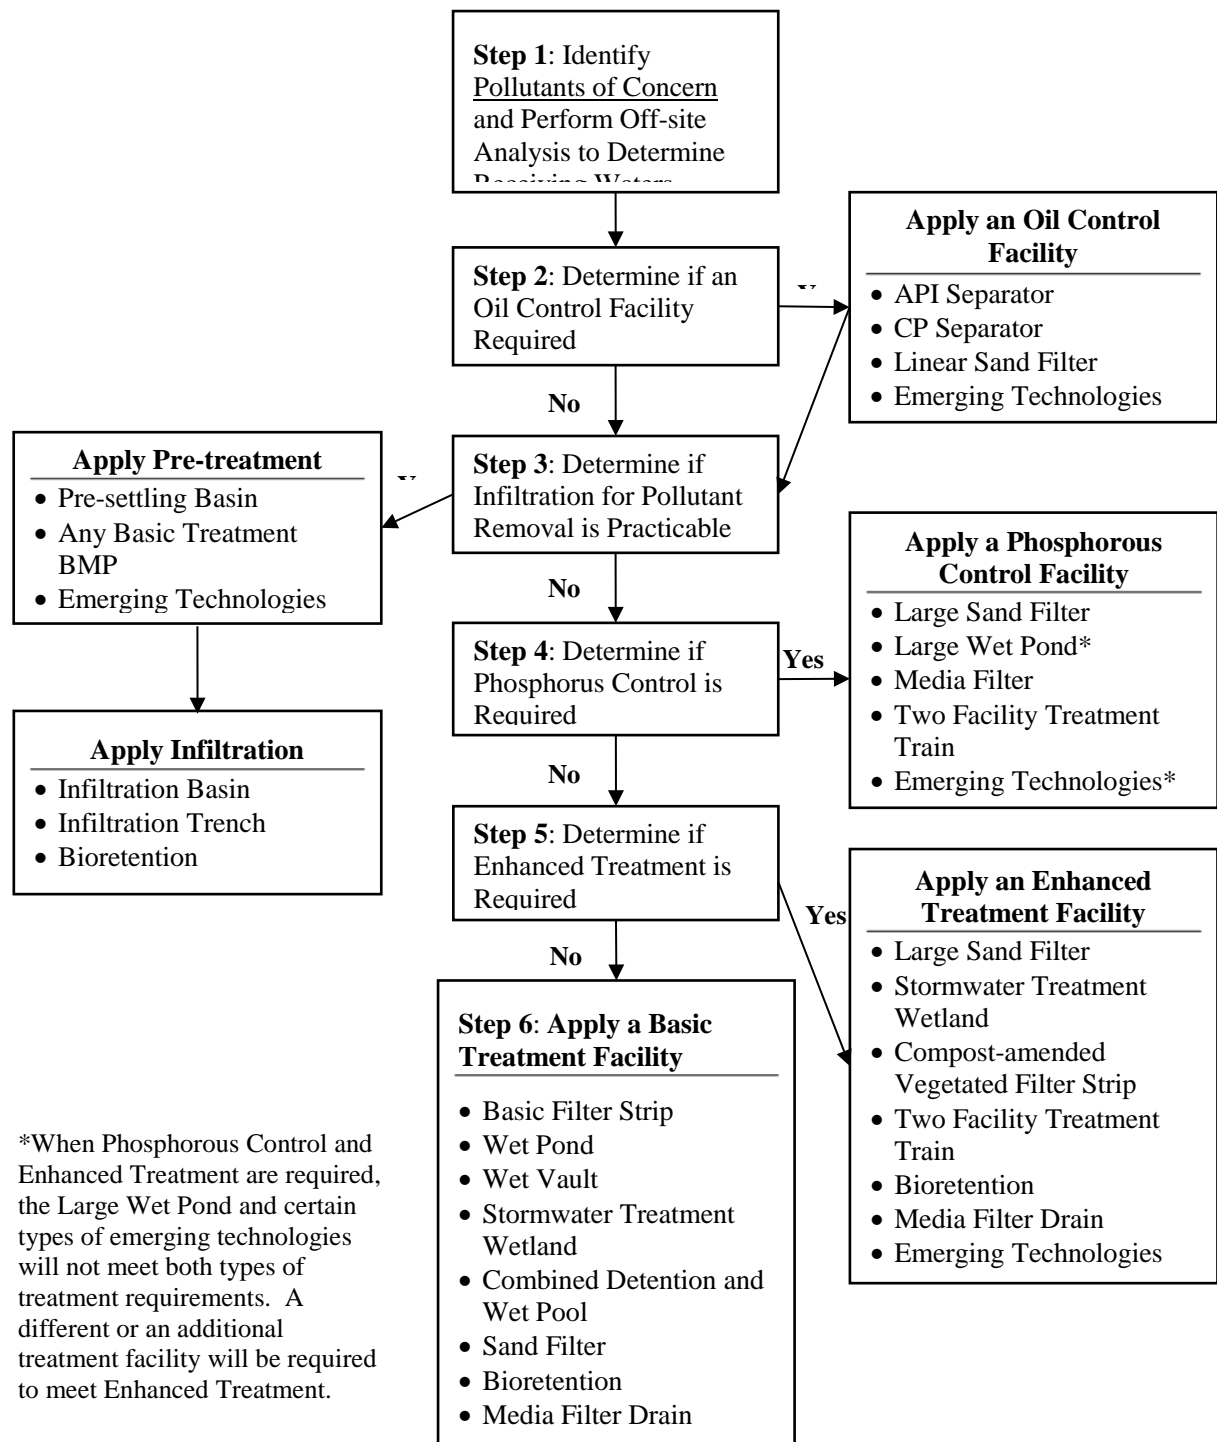 Step 1: Identify
Pollutants of Concern
and Perform Off-site
Analysis to Determine
Receiving Waters
Step 2: Determine if an
Oil Control Facility
Required
Apply an Oil Control
Facility
• API Separator
• CP Separator
• Linear Sand Filter
• Emerging Technologies
No
Step 3: Determine if
Infiltration for Pollutant
Removal is Practicable
Apply Pre-treatment
• Pre-settling Basin
• Any Basic Treatment
BMP
• Emerging Technologies
No
Apply Infiltration
• Infiltration Basin
• Infiltration Trench
• Bioretention
Step 4: Determine if
Phosphorus Control is
Required
Yes
Apply a Phosphorous
Control Facility
• Large Sand Filter
• Large Wet Pond*
• Media Filter
• Two Facility Treatment
Train
• Emerging Technologies*
No
Step 5: Determine if
Enhanced Treatment is
Required
Yes
Apply an Enhanced
Treatment Facility
• Large Sand Filter
• Stormwater Treatment
Wetland
• Compost-amended
Vegetated Filter Strip
• Two Facility Treatment
Train
• Bioretention
• Media Filter Drain
• Emerging Technologies
No
Step 6: Apply a Basic
Treatment Facility
• Basic Filter Strip
• Wet Pond
• Wet Vault
• Stormwater Treatment
Wetland
• Combined Detention and
Wet Pool
• Sand Filter
• Bioretention
• Media Filter Drain
*When Phosphorous Control and
Enhanced Treatment are required,
the Large Wet Pond and certain
types of emerging technologies
will not meet both types of
treatment requirements.  A
different or an additional
treatment facility will be required
to meet Enhanced Treatment.